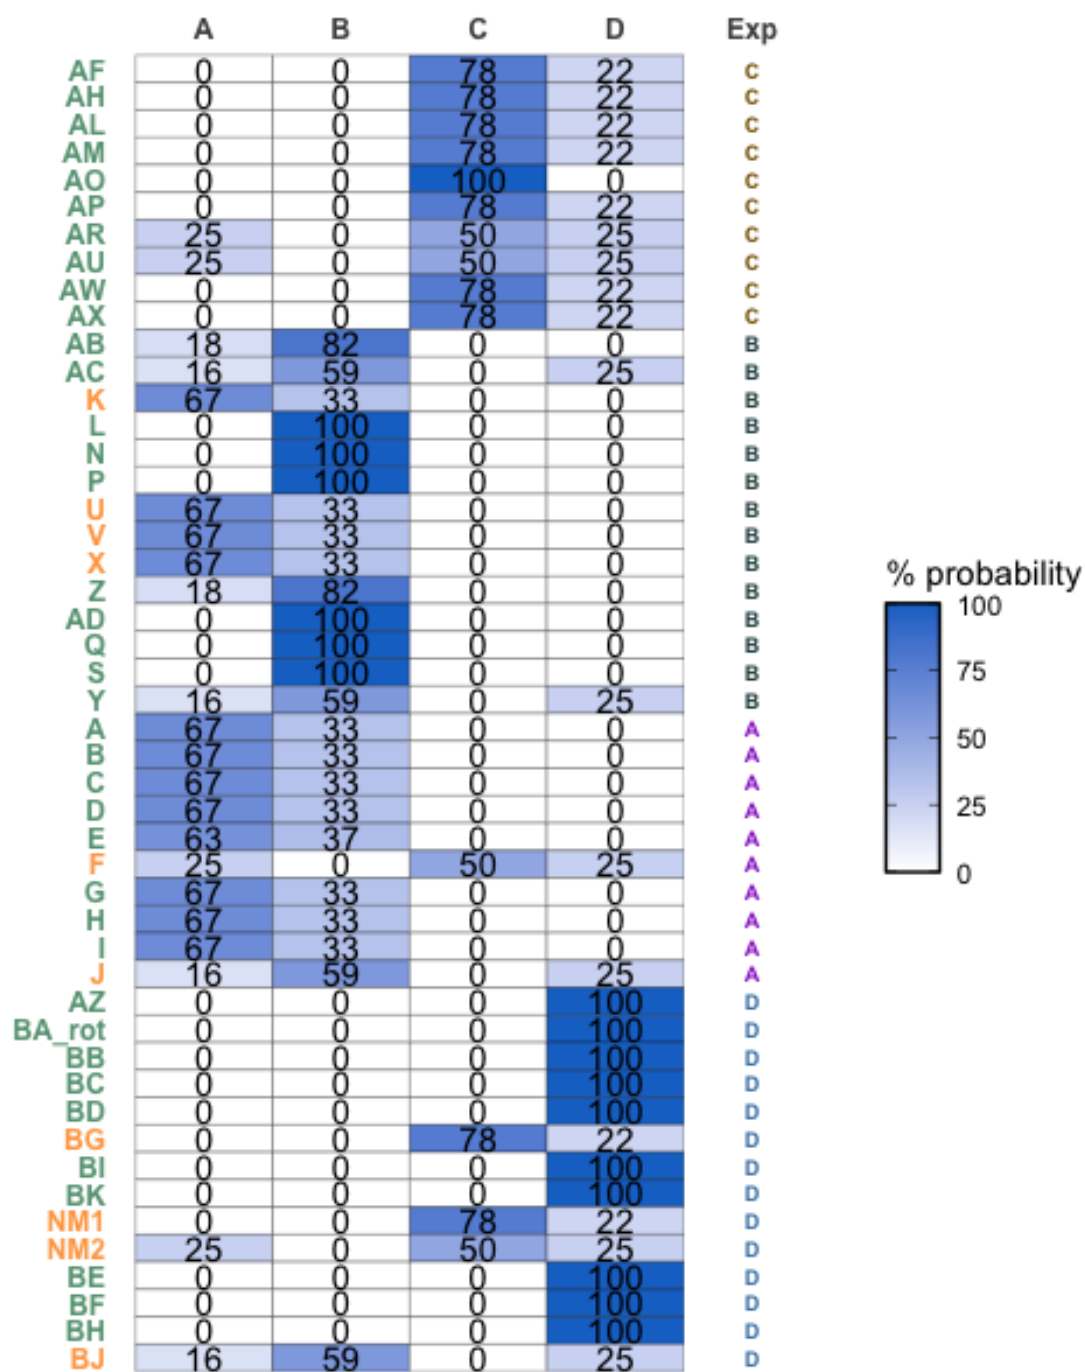 A B C D Exp
AF 0 0 78 22 C
AH 0 0 78 22 C
AL 0 0 78 22 C
AM 0 0 78 22 C
AO 0 0 100 0 C
AP 0 0 78 22 C
AR 25 0 50 25 C
AU 25 0 50 25 C
AW 0 0 78 22 C
AX 0 0 78 22 C
AB 18 82 0 0 B
AC 16 59 0 25 B
K 67 33 0 0 B
L 0 100 0 0 B
N 0 100 0 0 B
P 0 100 0 0 B
U 67 33 0 0 B
V 67 33 0 0 B
X 67 33 0 0 B
Z 18 82 0 0 B
AD 0 100 0 0 B
Q 0 100 0 0 B
S 0 100 0 0 B
Y 16 59 0 25 B
A 67 33 0 0 A
B 67 33 0 0 A
C 67 33 0 0 A
D 67 33 0 0 A
E 63 37 0 0 A
F 25 0 50 25 A
G 67 33 0 0 A
H 67 33 0 0 A
I 67 33 0 0 A
J 16 59 0 25 A
AZ 0 0 0 100 D
BA_rot 0 0 0 100 D
BB 0 0 0 100 D
BC 0 0 0 100 D
BD 0 0 0 100 D
BG 0 0 78 22 D
BI 0 0 0 100 D
BK 0 0 0 100 D
NM1 0 0 78 22 D
NM2 25 0 50 25 D
BE 0 0 0 100 D
BF 0 0 0 100 D
BH 0 0 0 100 D
BJ 16 59 0 25 D
% probability
100
75
50
25
0